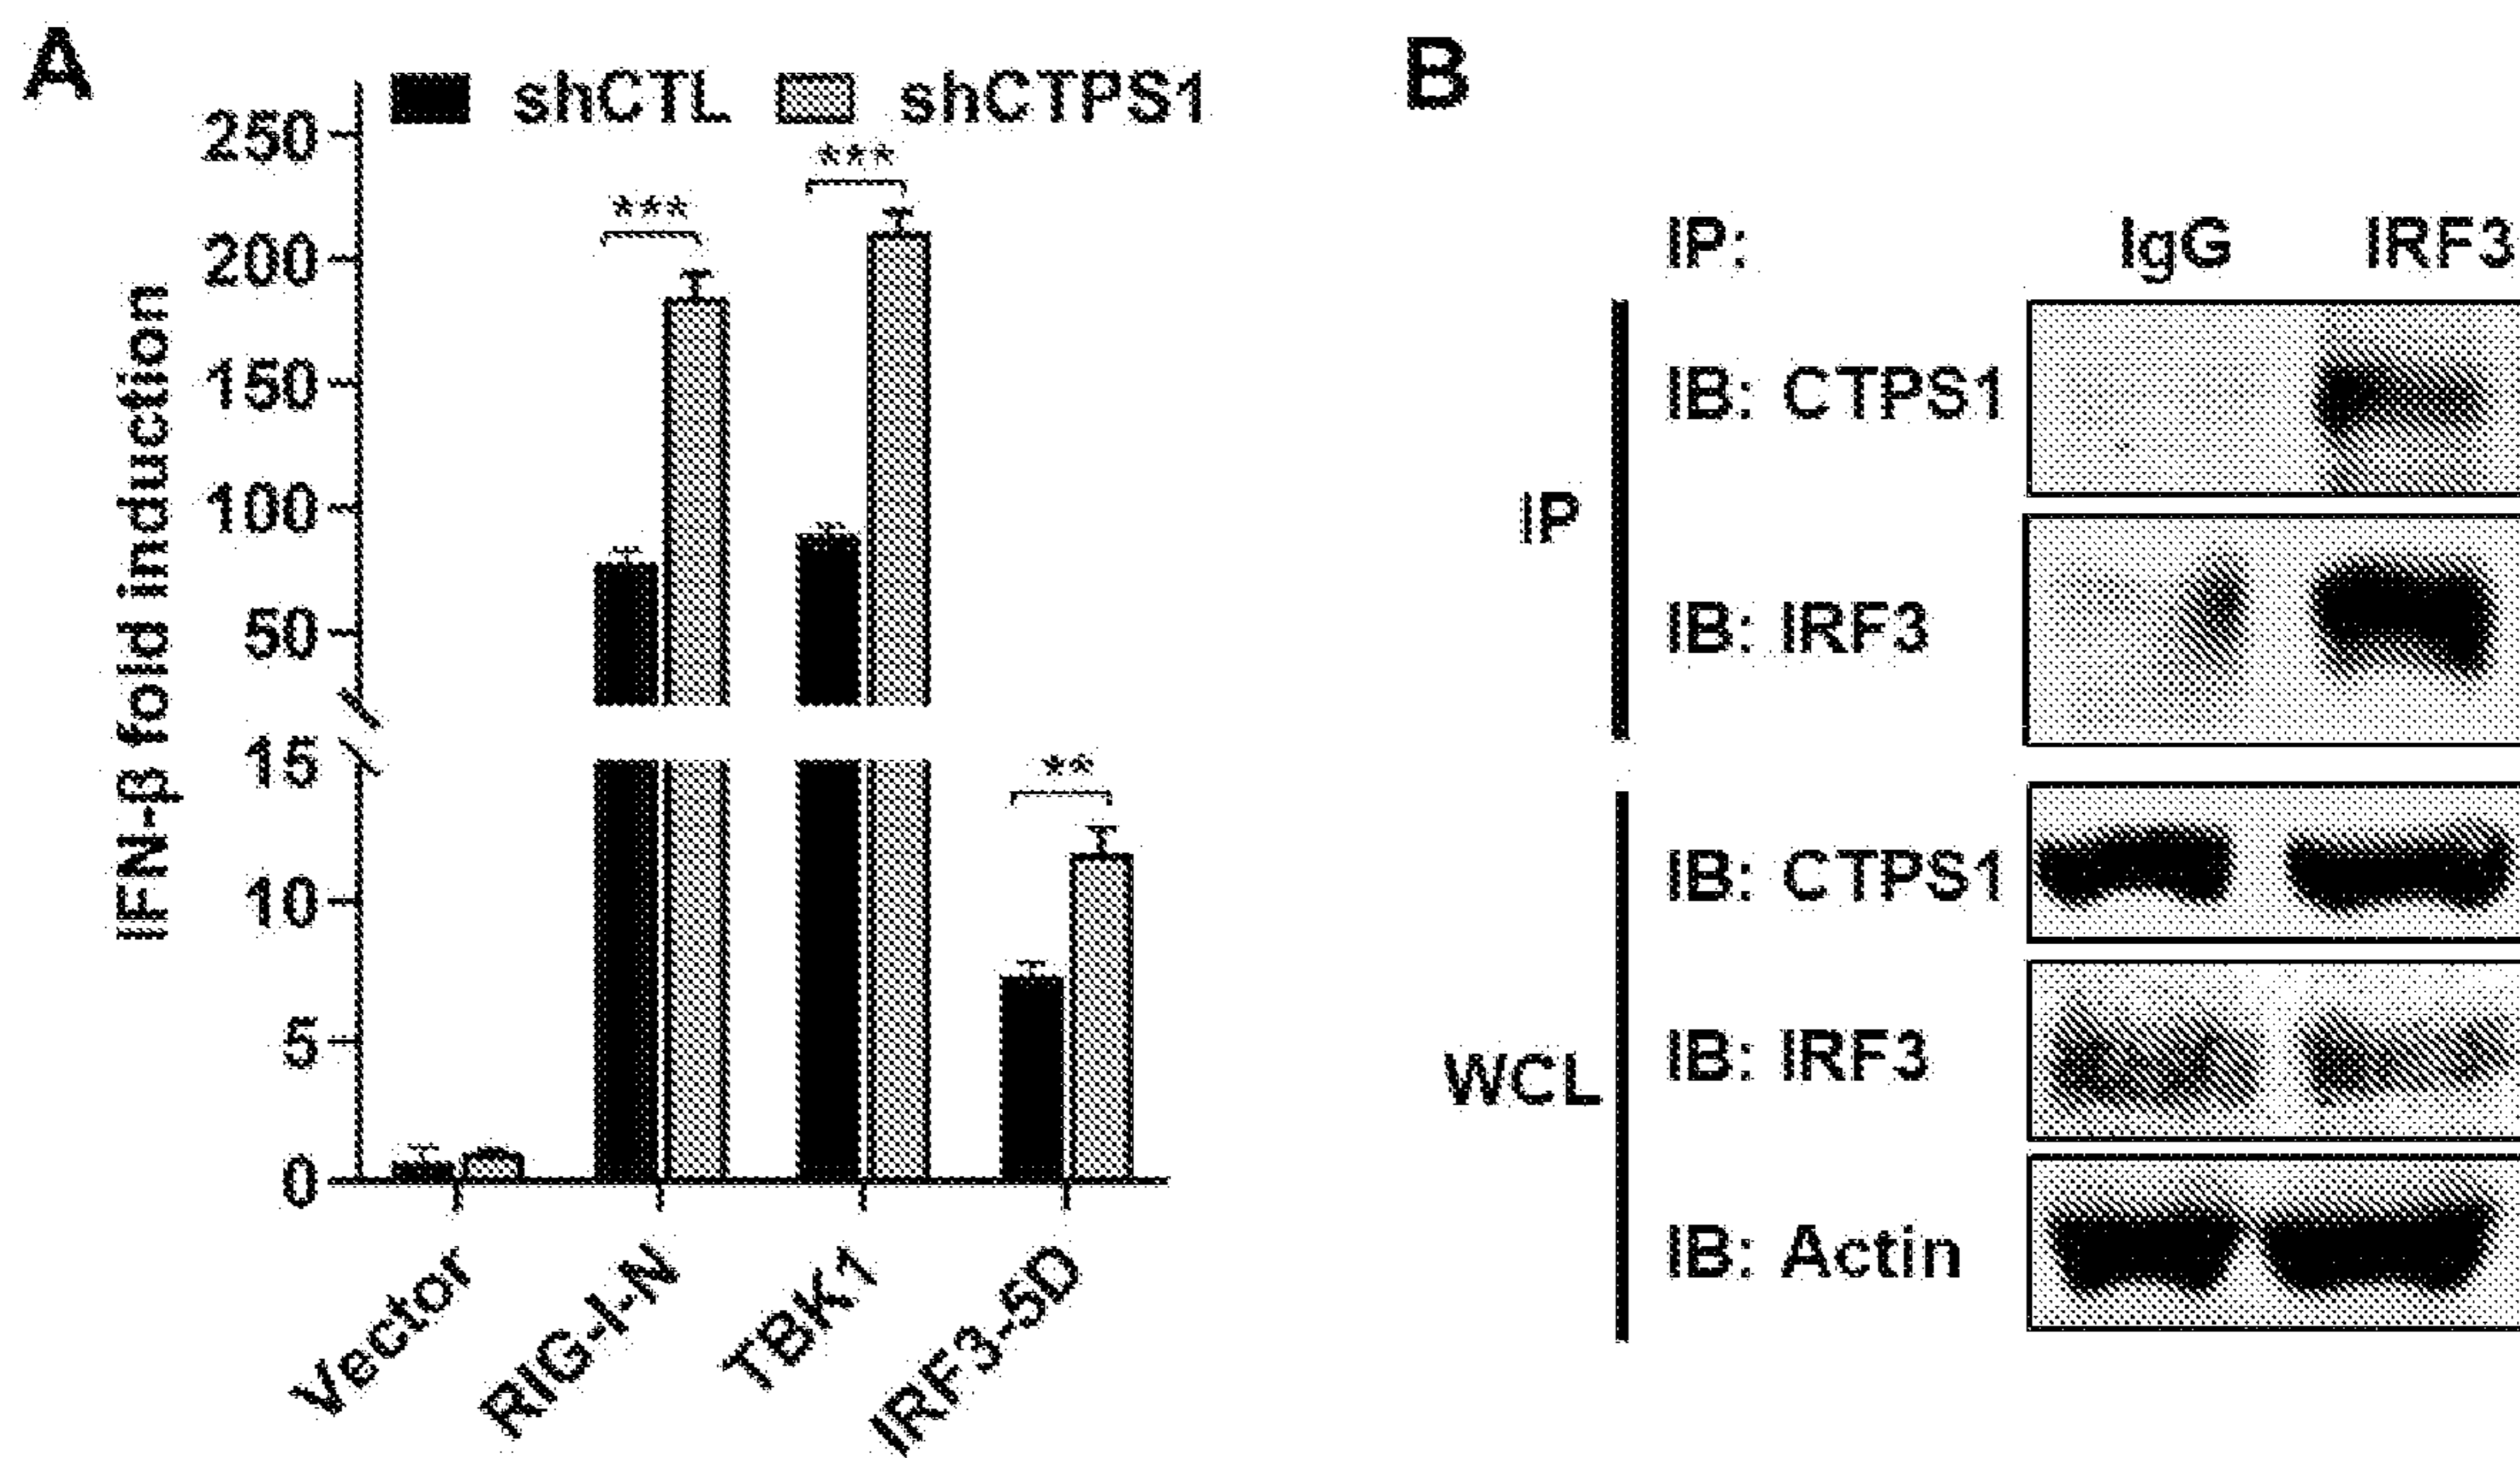 A
shCTL shCTPS1
IFN-β fold induction
250
200
150
100
50
15
10
5
0
***
***
**
Vector
RIG-I-N
TBK1
IRF3-5D
B
IP: IgG IRF3
IP
IB: CTPS1
IB: IRF3
WCL
IB: CTPS1
IB: IRF3
IB: Actin